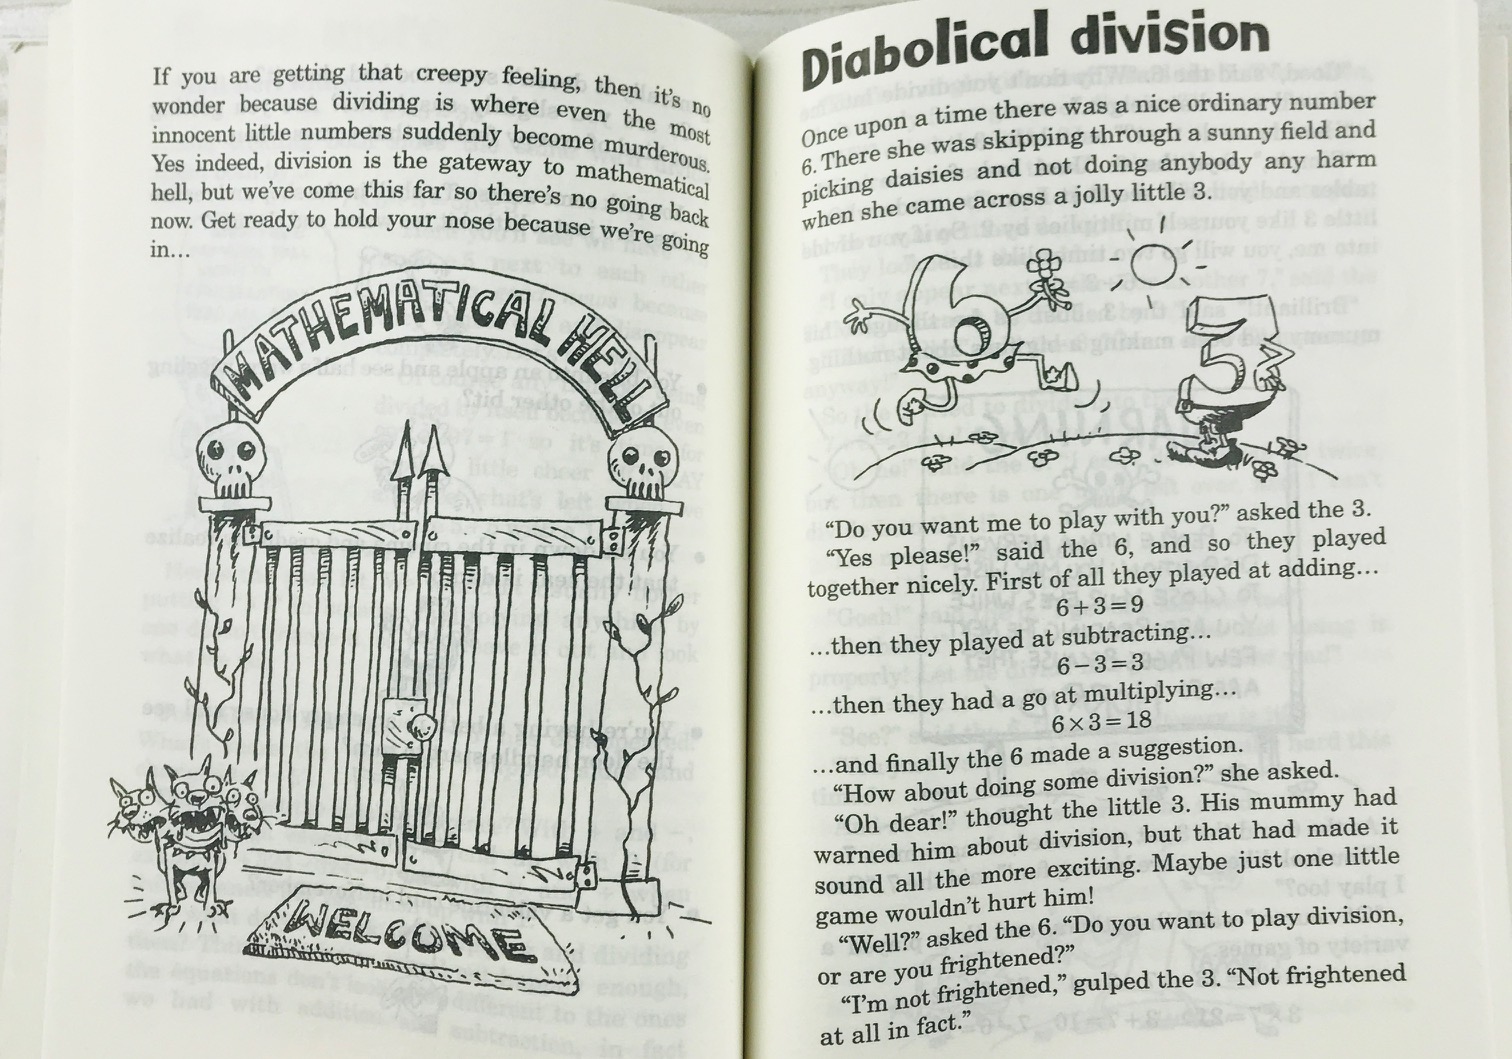 If you are getting that creepy feeling, then it's no
wonder because dividing is where even the most
innocent little numbers suddenly become murderous.
Yes indeed, division is the gateway to mathematical
hell, but we've come this far so there's no going back
now. Get ready to hold your nose because we're going
in...
MATHEMATICAL HELL
WELCOME
Diabolical division
Once upon a time there was a nice ordinary number
6. There she was skipping through a sunny field and
picking daisies and not doing anybody any harm
when she came across a jolly little 3.
6
3
“Do you want me to play with you?” asked the 3.
“Yes please!” said the 6, and so they played
together nicely. First of all they played at adding...
6+3=9
...then they played at subtracting...
6−3=3
...then they had a go at multiplying...
6×3=18
...and finally the 6 made a suggestion.
“How about doing some division?” she asked.
“Oh dear!” thought the little 3. His mummy had
warned him about division, but that had made it
sound all the more exciting. Maybe just one little
game wouldn't hurt him!
“Well?” asked the 6. “Do you want to play division,
or are you frightened?”
“I'm not frightened,” gulped the 3. “Not frightened
at all in fact.”